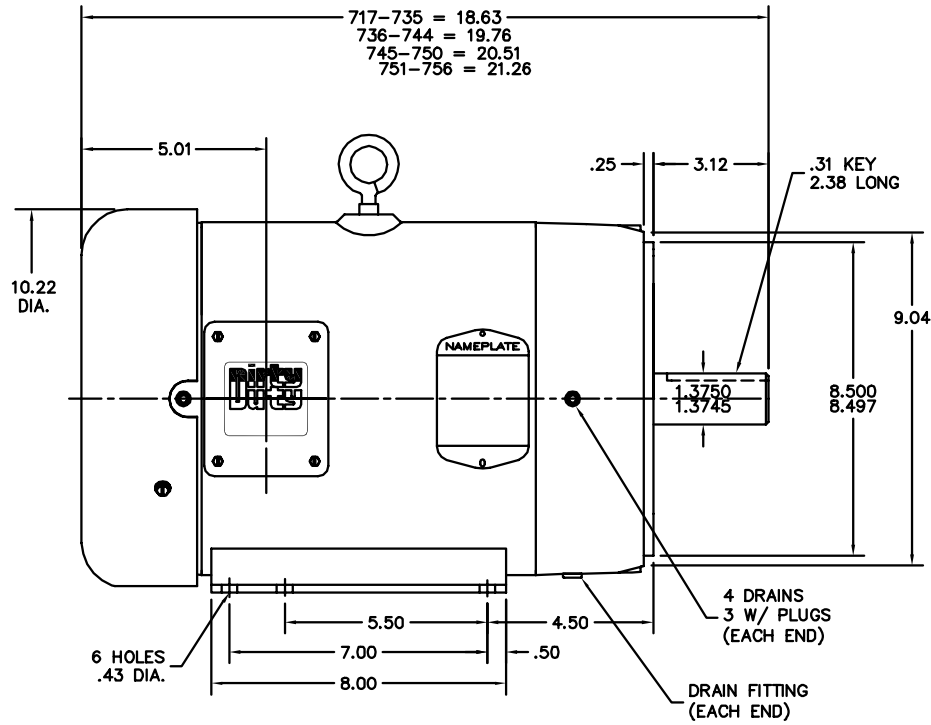 717-735 = 18.63
736-744 = 19.76
745-750 = 20.51
751-756 = 21.26
5.01
.25
3.12
.31 KEY
2.38 LONG
10.22
DIA.
9.04
NAMEPLATE
Dirty
Duty
1.3750
1.3745
8.500
8.497
4 DRAINS
3 W/ PLUGS
(EACH END)
5.50
4.50
6 HOLES
.43 DIA.
7.00
.50
8.00
DRAIN FITTING
(EACH END)